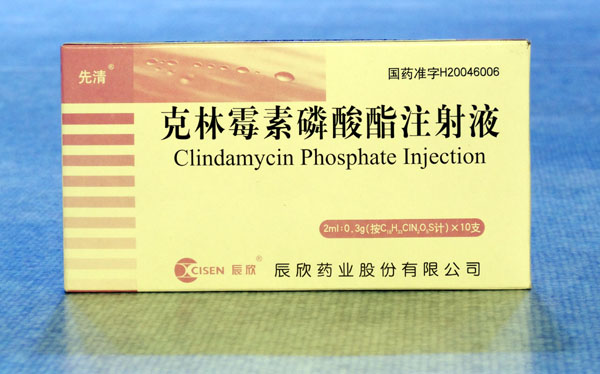 先清®
国药准字H20046006
克林霉素磷酸酯注射液
Clindamycin Phosphate Injection
2ml:0.3g(按C₁₈H₃₃ClN₂O₅S计)×10支
CISEN 辰欣® 辰欣药业股份有限公司